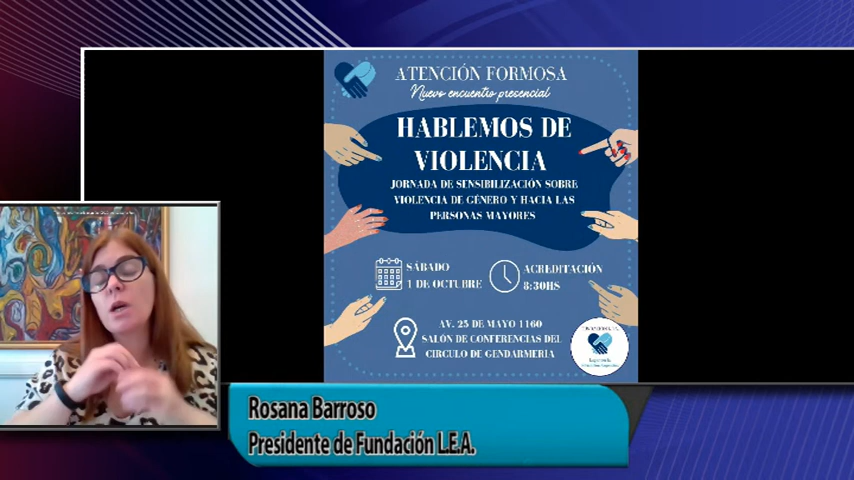 ATENCIÓN FORMOSA
Nuevo encuentro presencial
HABLEMOS DE
VIOLENCIA
JORNADA DE SENSIBILIZACIÓN SOBRE
VIOLENCIA DE GÉNERO Y HACIA LAS
PERSONAS MAYORES
SÁBADO
1 DE OCTUBRE
ACREDITACIÓN
8:30HS
AV. 25 DE MAYO 1160
SALÓN DE CONFERENCIAS DEL
CIRCULO DE GENDARMERIA
Rosana Barroso
Presidente de Fundación L.E.A.